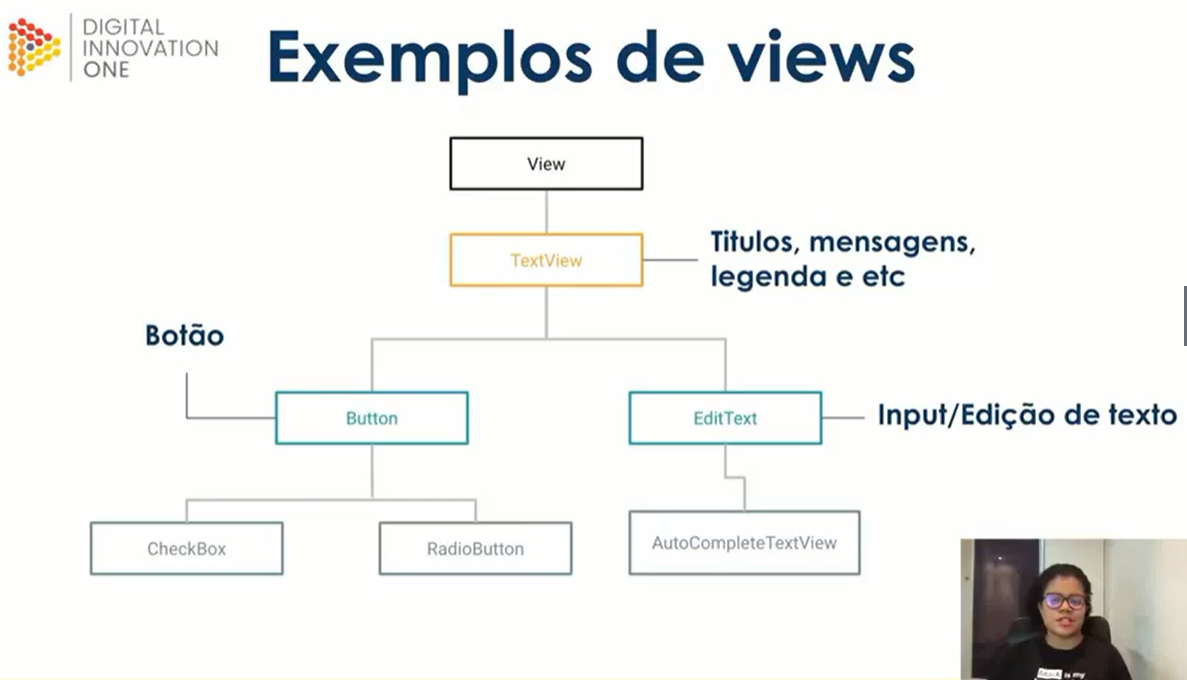 DIGITAL
INNOVATION
ONE
Exemplos de views
View
TextView
Titulos, mensagens,
legenda e etc
Botão
Button
EditText
Input/Edição de texto
CheckBox
RadioButton
AutoCompleteTextView
is my